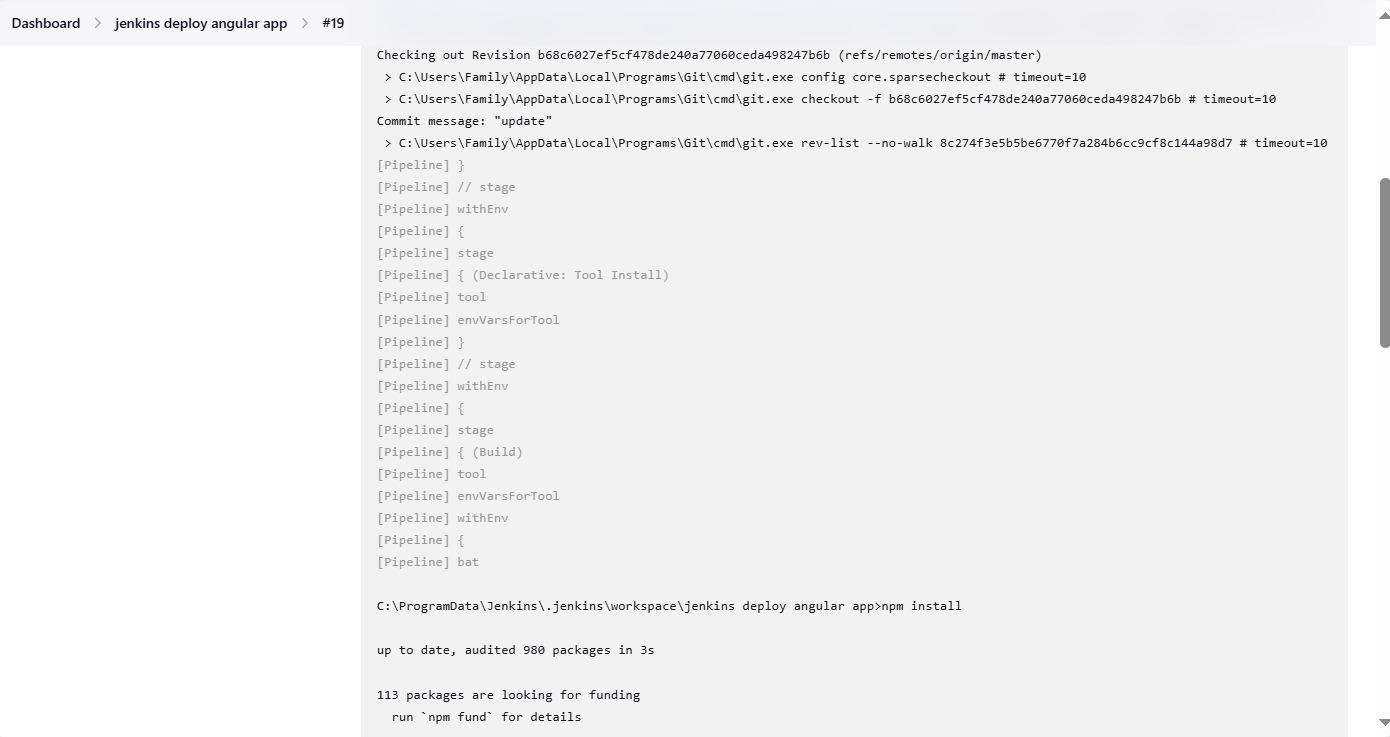 Dashboard > jenkins deploy angular app > #19
Checking out Revision b68c6027ef5cf478de240a77060ceda498247b6b (refs/remotes/origin/master)
 > C:\Users\Family\AppData\Local\Programs\Git\cmd\git.exe config core.sparsecheckout # timeout=10
 > C:\Users\Family\AppData\Local\Programs\Git\cmd\git.exe checkout -f b68c6027ef5cf478de240a77060ceda498247b6b # timeout=10
Commit message: "update"
 > C:\Users\Family\AppData\Local\Programs\Git\cmd\git.exe rev-list --no-walk 8c274f3e5b5be6770f7a284b6cc9cf8c144a98d7 # timeout=10
[Pipeline] }
[Pipeline] // stage
[Pipeline] withEnv
[Pipeline] {
[Pipeline] stage
[Pipeline] { (Declarative: Tool Install)
[Pipeline] tool
[Pipeline] envVarsForTool
[Pipeline] }
[Pipeline] // stage
[Pipeline] withEnv
[Pipeline] {
[Pipeline] stage
[Pipeline] { (Build)
[Pipeline] tool
[Pipeline] envVarsForTool
[Pipeline] withEnv
[Pipeline] {
[Pipeline] bat
C:\ProgramData\Jenkins\.jenkins\workspace\jenkins deploy angular app>npm install
up to date, audited 980 packages in 3s
113 packages are looking for funding
  run `npm fund` for details